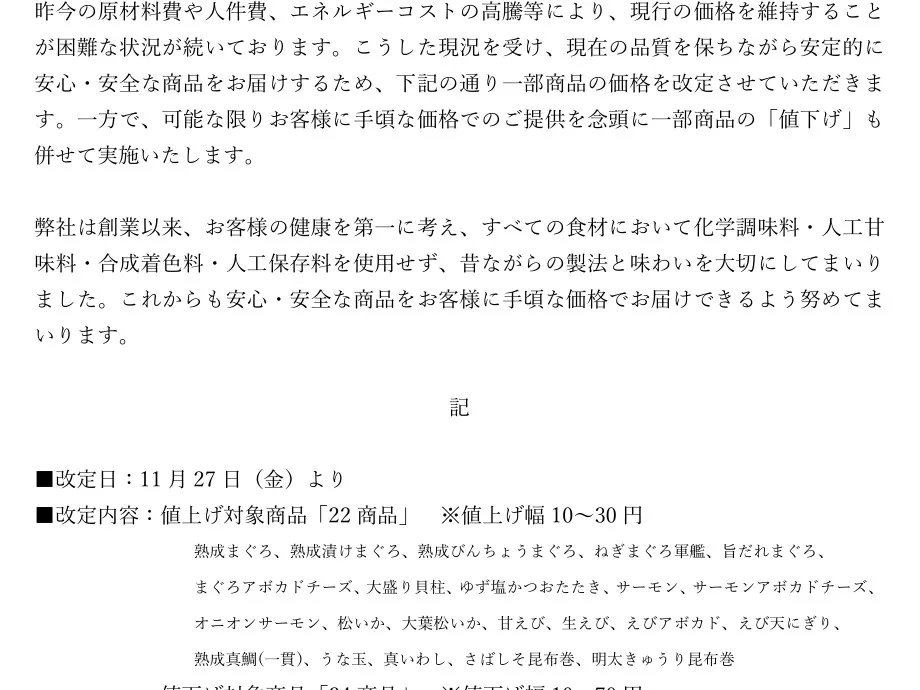 昨今の原材料費や人件費、エネルギーコストの高騰等により、現行の価格を維持すること
が困難な状況が続いております。こうした現況を受け、現在の品質を保ちながら安定的に
安心・安全な商品をお届けするため、下記の通り一部商品の価格を改定させていただきま
す。一方で、可能な限りお客様に手頃な価格でのご提供を念頭に一部商品の「値下げ」も
併せて実施いたします。
弊社は創業以来、お客様の健康を第一に考え、すべての食材において化学調味料・人工甘
味料・合成着色料・人工保存料を使用せず、昔ながらの製法と味わいを大切にしてまいり
ました。これからも安心・安全な商品をお客様に手頃な価格でお届けできるよう努めてま
いります。
記
■改定日：11 月 27 日（金）より
■改定内容：値上げ対象商品「22 商品」　※値上げ幅 10～30 円
熟成まぐろ、熟成漬けまぐろ、熟成びんちょうまぐろ、ねぎまぐろ軍艦、旨だれまぐろ、
まぐろアボカドチーズ、大盛り貝柱、ゆず塩かつおたたき、サーモン、サーモンアボカドチーズ、
オニオンサーモン、松いか、大葉松いか、甘えび、生えび、えびアボカド、えび天にぎり、
熟成真鯛(一貫)、うな玉、真いわし、さばしそ昆布巻、明太きゅうり昆布巻
値下げ対象商品「24 商品」　※値下げ幅 10～70 円